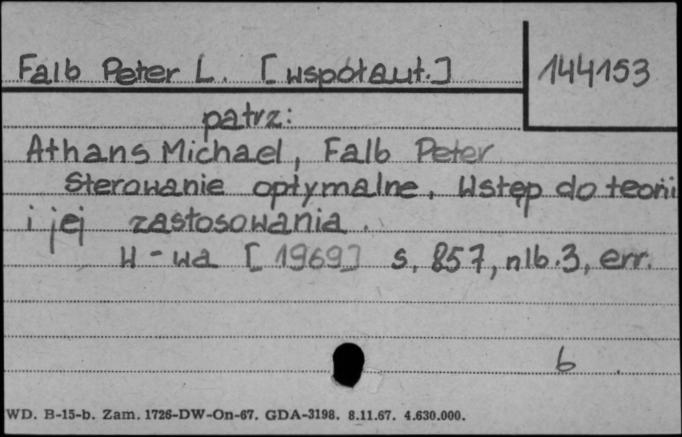 Falb Peter L. [współaut.] 144153
patrz:
Athans Michael, Falb Peter
Sterowanie optymalne. Wstęp do teorii
i jej zastosowania.
W-wa [1969] s. 857, nlb. 3, err.
b
WD. B-15-b. Zam. 1726-DW-On-67. GDA-3198. 8.11.67. 4.630.000.